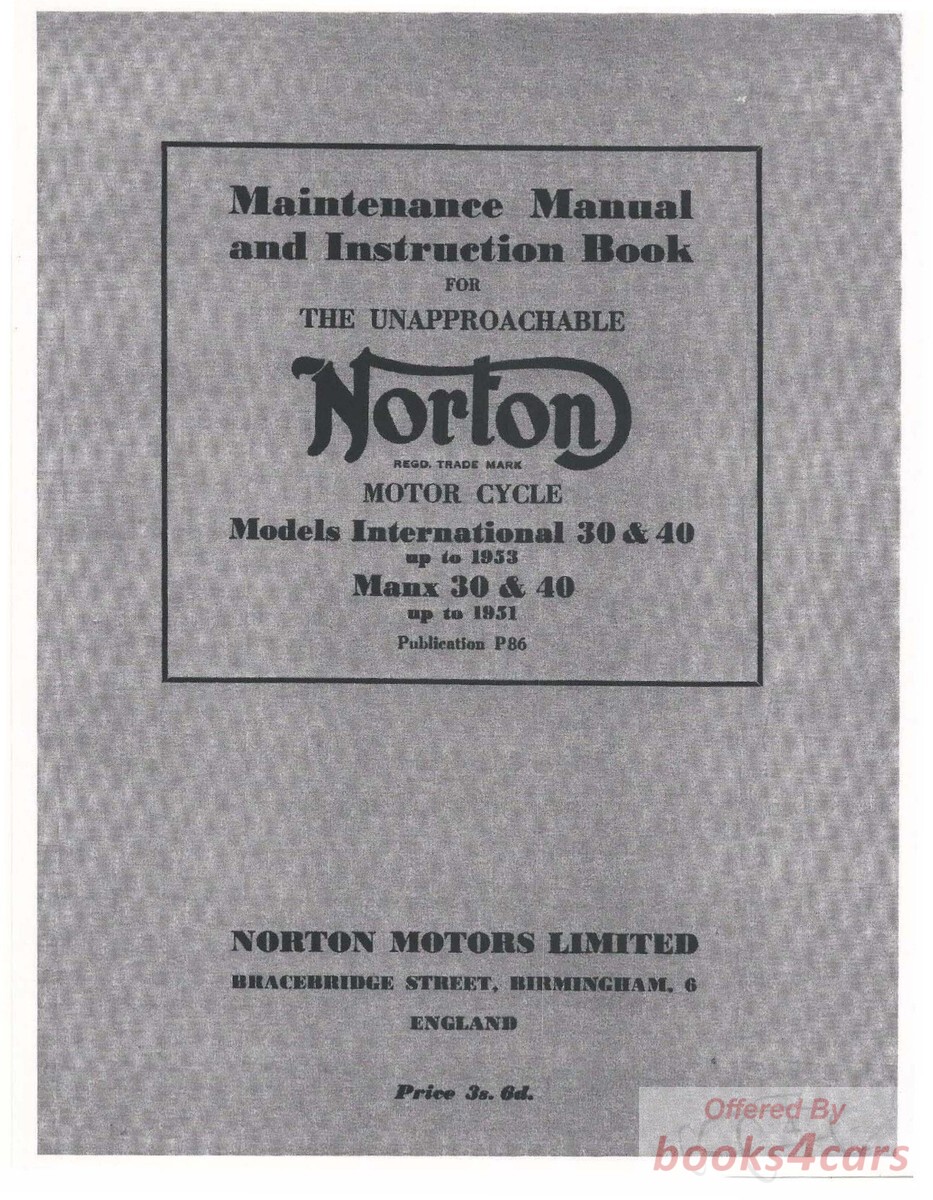 Maintenance Manual
and Instruction Book
FOR
THE UNAPPROACHABLE
Norton
REGD. TRADE MARK
MOTOR CYCLE
Models International 30 & 40
up to 1953
Manx 30 & 40
up to 1951
Publication P86
NORTON MOTORS LIMITED
BRACEBRIDGE STREET, BIRMINGHAM, 6
ENGLAND
Price 3s. 6d.
Offered By
books4cars